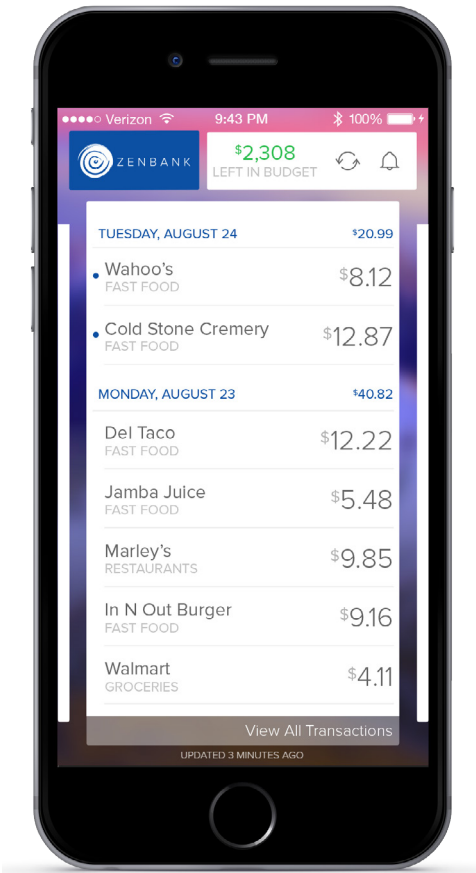 Verizon 9:43 PM 100%
ZENBANK
$2,308
LEFT IN BUDGET
TUESDAY, AUGUST 24 $20.99
Wahoo's $8.12
FAST FOOD
Cold Stone Cremery $12.87
FAST FOOD
MONDAY, AUGUST 23 $40.82
Del Taco $12.22
FAST FOOD
Jamba Juice $5.48
FAST FOOD
Marley's $9.85
RESTAURANTS
In N Out Burger $9.16
FAST FOOD
Walmart $4.11
GROCERIES
View All Transactions
UPDATED 3 MINUTES AGO